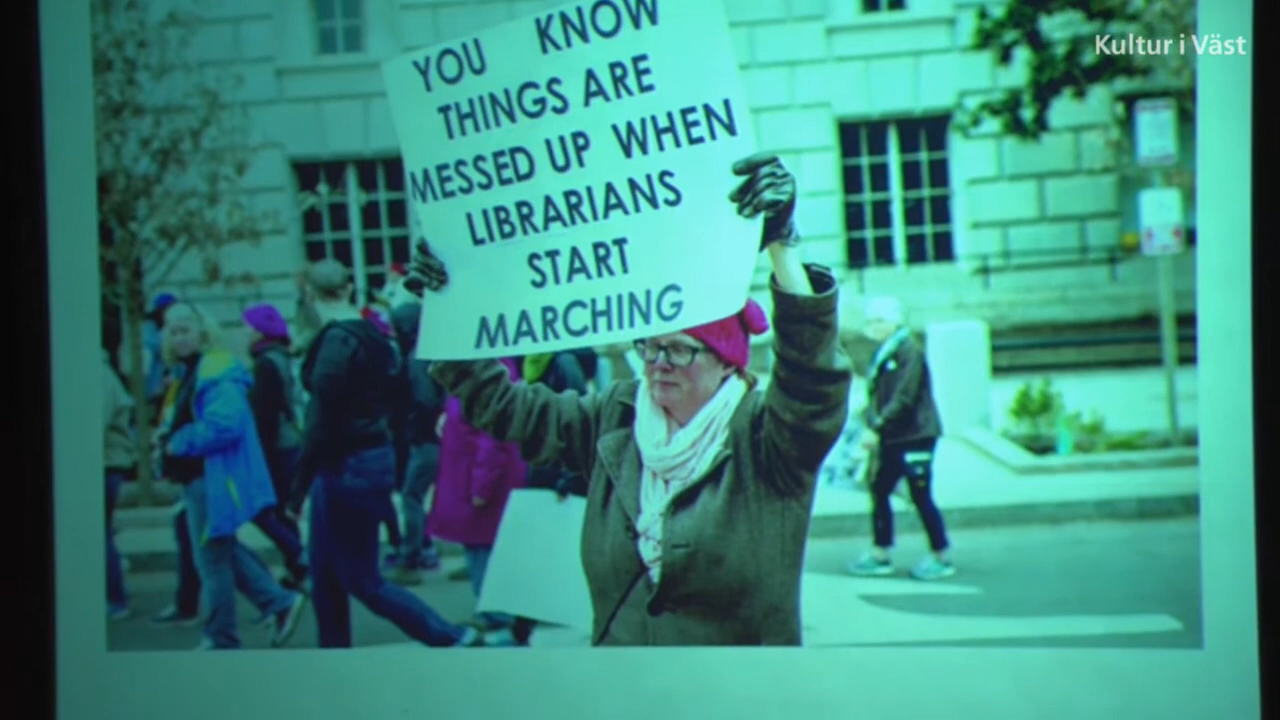 Kultur i Väst
YOU KNOW
THINGS ARE
MESSED UP WHEN
LIBRARIANS
START
MARCHING